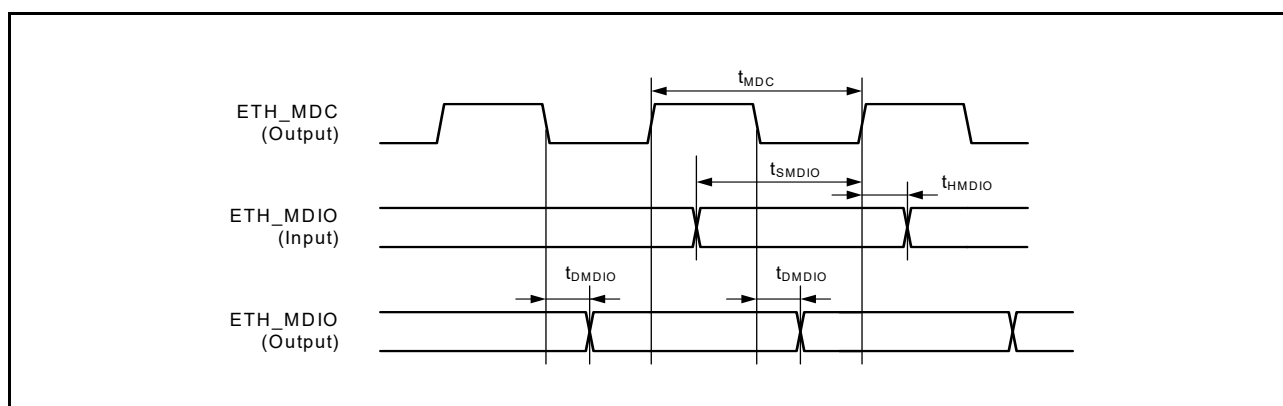 t_MDC
ETH_MDC
(Output)
t_SMDIO
t_HMDIO
ETH_MDIO
(Input)
t_DMDIO
t_DMDIO
ETH_MDIO
(Output)